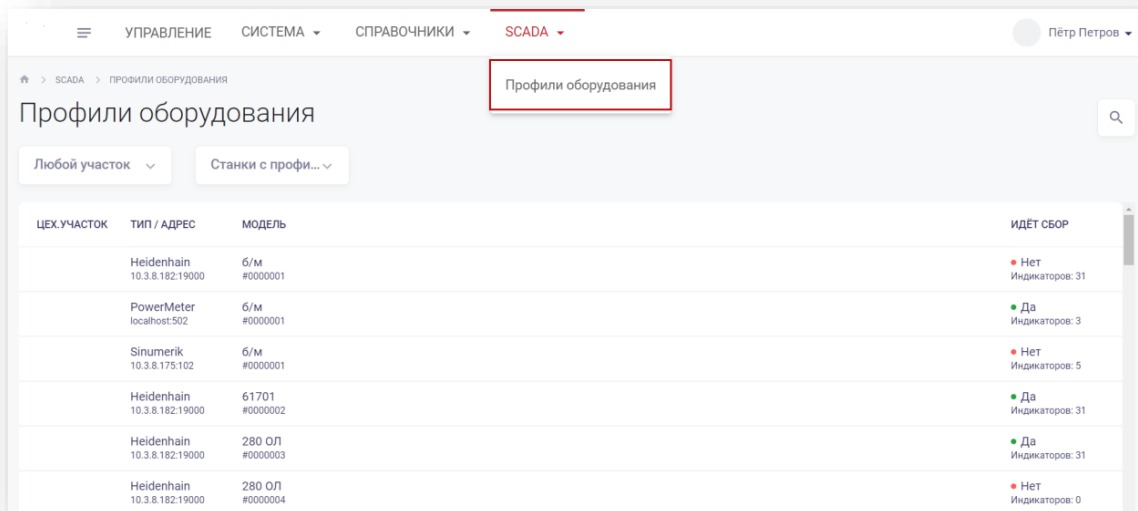 УПРАВЛЕНИЕ СИСТЕМА СПРАВОЧНИКИ SCADA Пётр Петров
SCADA > ПРОФИЛИ ОБОРУДОВАНИЯ
Профили оборудования
Профили оборудования
Любой участок Станки с профи...
ЦЕХ.УЧАСТОК ТИП / АДРЕС МОДЕЛЬ ИДЁТ СБОР
Heidenhain б/м Нет
10.3.8.182:19000 #0000001 Индикаторов: 31
PowerMeter б/м Да
localhost:502 #0000001 Индикаторов: 3
Sinumerik б/м Нет
10.3.8.175:102 #0000001 Индикаторов: 5
Heidenhain 61701 Да
10.3.8.182:19000 #0000002 Индикаторов: 31
Heidenhain 280 ОЛ Да
10.3.8.182:19000 #0000003 Индикаторов: 31
Heidenhain 280 ОЛ Нет
10.3.8.182:19000 #0000004 Индикаторов: 0